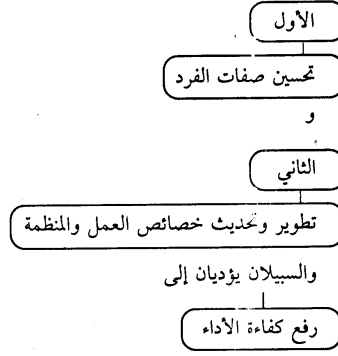 الأول
تحسين صفات الفرد
و
الثاني
تطوير وتحديث خصائص العمل والمنظمة
والسبيلان يؤديان إلى
رفع كفاءة الأداء